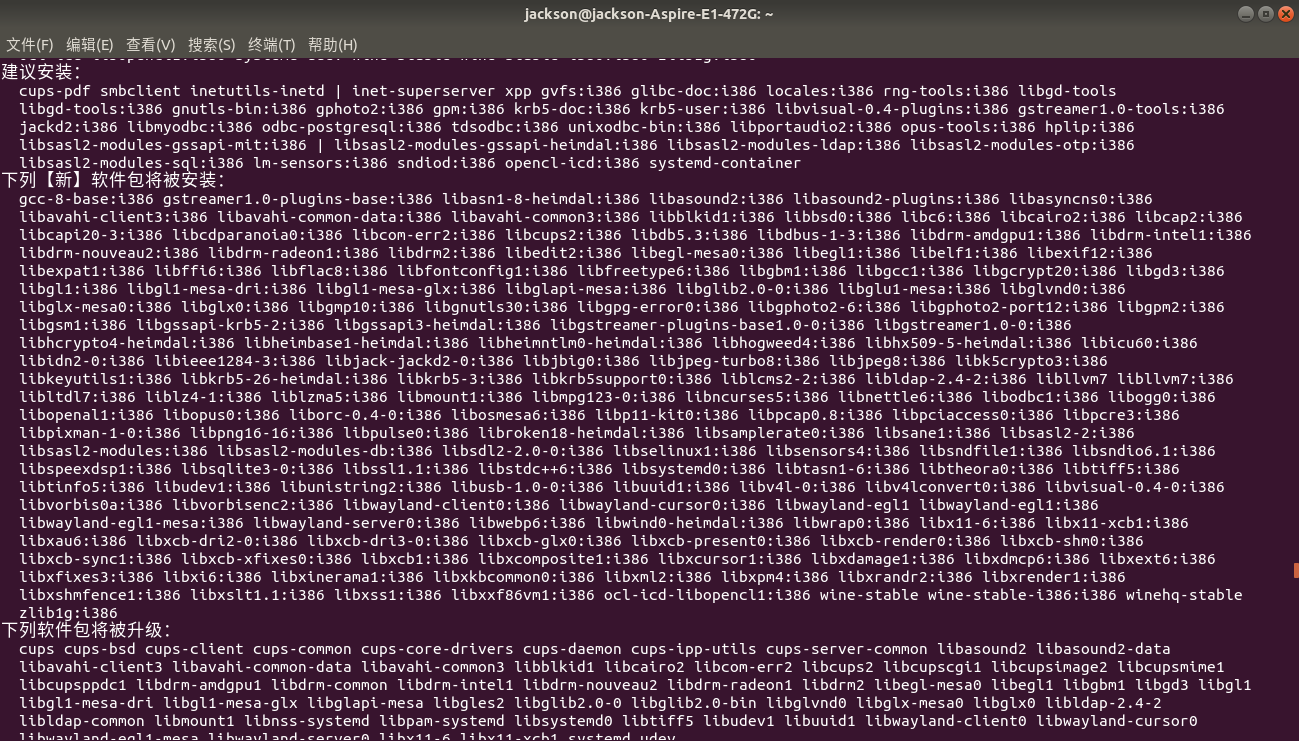 jackson@jackson-Aspire-E1-472G: ~
文件(F) 编辑(E) 查看(V) 搜索(S) 终端(T) 帮助(H)
建议安装：
cups-pdf smbclient inetutils-inetd | inet-superserver xpp gvfs:i386 glibc-doc:i386 locales:i386 rng-tools:i386 libgd-tools
libgd-tools:i386 gnutls-bin:i386 gphoto2:i386 gpm:i386 krb5-doc:i386 krb5-user:i386 libvisual-0.4-plugins:i386 gstreamer1.0-tools:i386
jackd2:i386 libmyodbc:i386 odbc-postgresql:i386 tdsodbc:i386 unixodbc-bin:i386 libportaudio2:i386 opus-tools:i386 hplip:i386
libsasl2-modules-gssapi-mit:i386 | libsasl2-modules-gssapi-heimdal:i386 libsasl2-modules-ldap:i386 libsasl2-modules-otp:i386
libsasl2-modules-sql:i386 lm-sensors:i386 sndiod:i386 opencl-icd:i386 systemd-container
下列【新】软件包将被安装：
gcc-8-base:i386 gstreamer1.0-plugins-base:i386 libasn1-8-heimdal:i386 libasound2:i386 libasound2-plugins:i386 libasyncns0:i386
libavahi-client3:i386 libavahi-common-data:i386 libavahi-common3:i386 libblkid1:i386 libbsd0:i386 libc6:i386 libcairo2:i386 libcap2:i386
libcapi20-3:i386 libcdparanoia0:i386 libcom-err2:i386 libcups2:i386 libdb5.3:i386 libdbus-1-3:i386 libdrm-amdgpu1:i386 libdrm-intel1:i386
libdrm-nouveau2:i386 libdrm-radeon1:i386 libdrm2:i386 libedit2:i386 libegl-mesa0:i386 libegl1:i386 libelf1:i386 libexif12:i386
libexpat1:i386 libffi6:i386 libflac8:i386 libfontconfig1:i386 libfreetype6:i386 libgbm1:i386 libgcc1:i386 libgcrypt20:i386 libgd3:i386
libgl1:i386 libgl1-mesa-dri:i386 libgl1-mesa-glx:i386 libglapi-mesa:i386 libglib2.0-0:i386 libglu1-mesa:i386 libglvnd0:i386
libglx-mesa0:i386 libglx0:i386 libgmp10:i386 libgnutls30:i386 libgpg-error0:i386 libgphoto2-6:i386 libgphoto2-port12:i386 libgpm2:i386
libgsm1:i386 libgssapi-krb5-2:i386 libgssapi3-heimdal:i386 libgstreamer-plugins-base1.0-0:i386 libgstreamer1.0-0:i386
libhcrypto4-heimdal:i386 libheimbase1-heimdal:i386 libheimntlm0-heimdal:i386 libhogweed4:i386 libhx509-5-heimdal:i386 libicu60:i386
libidn2-0:i386 libieee1284-3:i386 libjack-jackd2-0:i386 libjbig0:i386 libjpeg-turbo8:i386 libjpeg8:i386 libk5crypto3:i386
libkeyutils1:i386 libkrb5-26-heimdal:i386 libkrb5-3:i386 libkrb5support0:i386 liblcms2-2:i386 libldap-2.4-2:i386 libllvm7 libllvm7:i386
libltdl7:i386 liblz4-1:i386 liblzma5:i386 libmount1:i386 libmpg123-0:i386 libncurses5:i386 libnettle6:i386 libodbc1:i386 libogg0:i386
libopenal1:i386 libopus0:i386 liborc-0.4-0:i386 libosmesa6:i386 libp11-kit0:i386 libpcap0.8:i386 libpciaccess0:i386 libpcre3:i386
libpixman-1-0:i386 libpng16-16:i386 libpulse0:i386 libroken18-heimdal:i386 libsamplerate0:i386 libsane1:i386 libsasl2-2:i386
libsasl2-modules:i386 libsasl2-modules-db:i386 libsdl2-2.0-0:i386 libselinux1:i386 libsensors4:i386 libsndfile1:i386 libsndio6.1:i386
libspeexdsp1:i386 libsqlite3-0:i386 libssl1.1:i386 libstdc++6:i386 libsystemd0:i386 libtasn1-6:i386 libtheora0:i386 libtiff5:i386
libtinfo5:i386 libudev1:i386 libunistring2:i386 libusb-1.0-0:i386 libuuid1:i386 libv4l-0:i386 libv4lconvert0:i386 libvisual-0.4-0:i386
libvorbis0a:i386 libvorbisenc2:i386 libwayland-client0:i386 libwayland-cursor0:i386 libwayland-egl1 libwayland-egl1:i386
libwayland-egl1-mesa:i386 libwayland-server0:i386 libwebp6:i386 libwind0-heimdal:i386 libwrap0:i386 libx11-6:i386 libx11-xcb1:i386
libxau6:i386 libxcb-dri2-0:i386 libxcb-dri3-0:i386 libxcb-glx0:i386 libxcb-present0:i386 libxcb-render0:i386 libxcb-shm0:i386
libxcb-sync1:i386 libxcb-xfixes0:i386 libxcb1:i386 libxcomposite1:i386 libxcursor1:i386 libxdamage1:i386 libxdmcp6:i386 libxext6:i386
libxfixes3:i386 libxi6:i386 libxinerama1:i386 libxkbcommon0:i386 libxml2:i386 libxpm4:i386 libxrandr2:i386 libxrender1:i386
libxshmfence1:i386 libxslt1.1:i386 libxss1:i386 libxxf86vm1:i386 ocl-icd-libopencl1:i386 wine-stable wine-stable-i386:i386 winehq-stable
zlib1g:i386
下列软件包将被升级：
cups cups-bsd cups-client cups-common cups-core-drivers cups-daemon cups-ipp-utils cups-server-common libasound2 libasound2-data
libavahi-client3 libavahi-common-data libavahi-common3 libblkid1 libcairo2 libcom-err2 libcups2 libcupscgi1 libcupsimage2 libcupsmime1
libcupsppdc1 libdrm-amdgpu1 libdrm-common libdrm-intel1 libdrm-nouveau2 libdrm-radeon1 libdrm2 libegl-mesa0 libegl1 libgbm1 libgd3 libgl1
libgl1-mesa-dri libgl1-mesa-glx libglapi-mesa libgles2 libglib2.0-0 libglib2.0-bin libglvnd0 libglx-mesa0 libglx0 libldap-2.4-2
libldap-common libmount1 libnss-systemd libpam-systemd libsystemd0 libtiff5 libudev1 libuuid1 libwayland-client0 libwayland-cursor0
libwayland-egl1-mesa libwayland-server0 libx11-6 libx11-xcb1 systemd udev